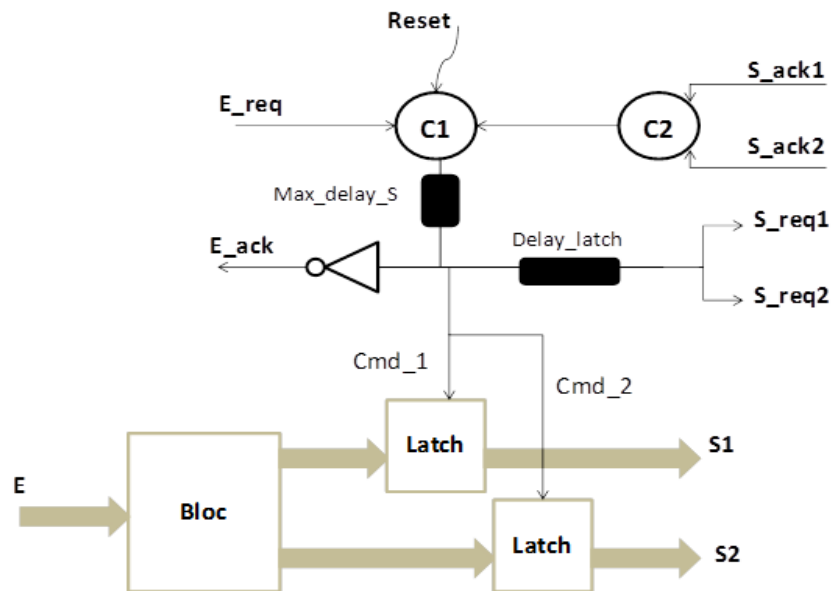 Reset
S_ack1
E_req
C1
C2
S_ack2
Max_delay_S
Delay_latch
S_req1
E_ack
S_req2
Cmd_1
Cmd_2
Latch
S1
E
Bloc
Latch
S2